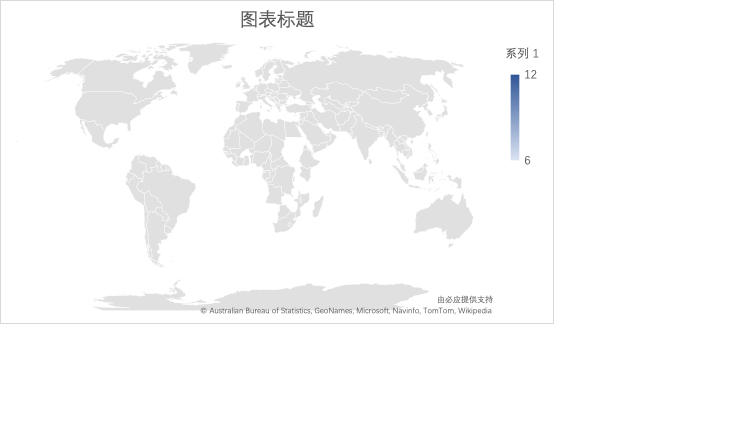 图表标题
系列 1
12
6
由必应提供支持
© Australian Bureau of Statistics, GeoNames, Microsoft, Navinfo, TomTom, Wikipedia